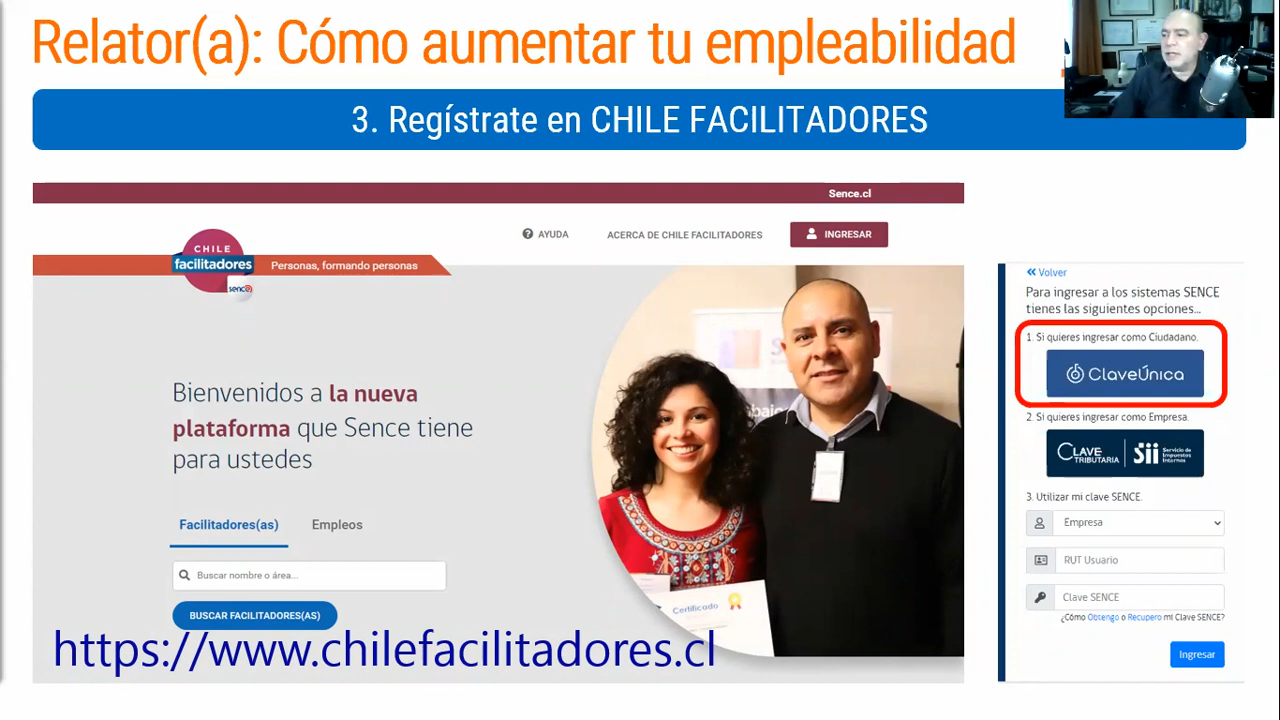 Relator(a): Cómo aumentar tu empleabilidad
3. Regístrate en CHILE FACILITADORES
Sence.cl
AYUDA
ACERCA DE CHILE FACILITADORES
INGRESAR
CHILE
facilitadores
sence
Personas, formando personas
Bienvenidos a la nueva
plataforma que Sence tiene
para ustedes
Facilitadores(as)
Empleos
Buscar nombre o área...
BUSCAR FACILITADORES(AS)
https://www.chilefacilitadores.cl
Certificado
Volver
Para ingresar a los sistemas SENCE
tienes las siguientes opciones...
1. Si quieres ingresar como Ciudadano.
ClaveÚnica
2. Si quieres ingresar como Empresa.
CLAVE
TRIBUTARIA
Sii
Servicio de
Impuestos
Internos
3. Utilizar mi clave SENCE.
Empresa
RUT Usuario
Clave SENCE
¿Cómo Obtengo o Recupero mi Clave SENCE?
Ingresar